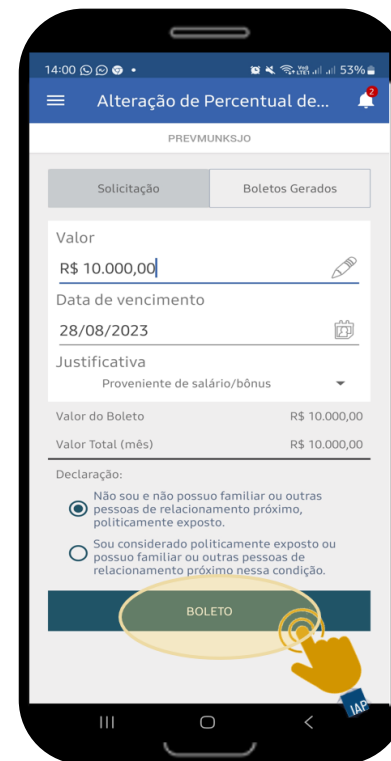 14:00 53%
Alteração de Percentual de... 2
PREVMUNKSJO
Solicitação Boletos Gerados
Valor
R$ 10.000,00
Data de vencimento
28/08/2023
Justificativa
Proveniente de salário/bônus
Valor do Boleto R$ 10.000,00
Valor Total (mês) R$ 10.000,00
Declaração:
Não sou e não possuo familiar ou outras
pessoas de relacionamento próximo,
politicamente exposto.
Sou considerado politicamente exposto ou
possuo familiar ou outras pessoas de
relacionamento próximo nessa condição.
BOLETO
IAP